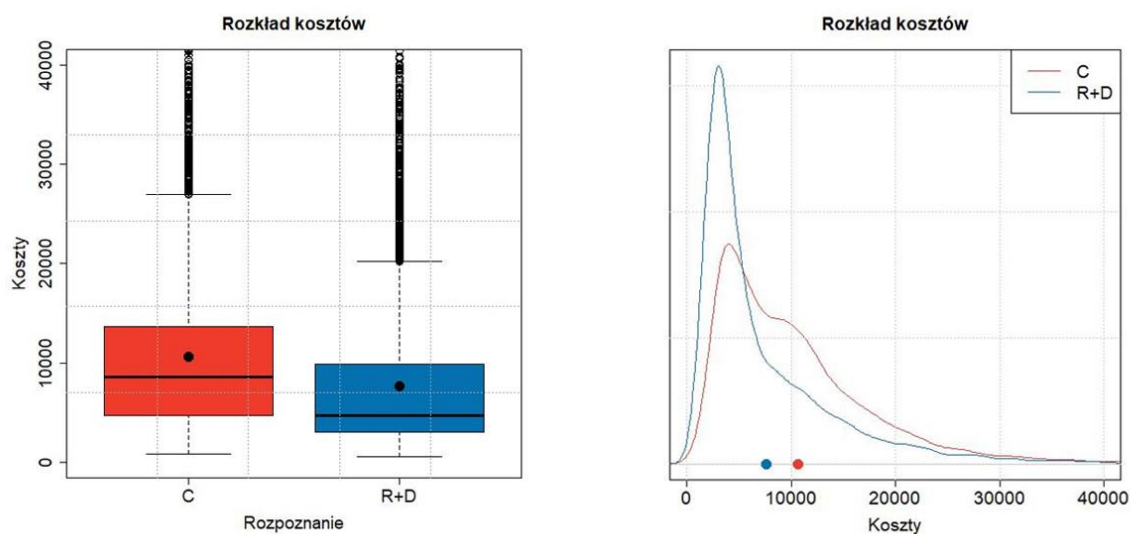 Rozkład kosztów
40000
30000
20000
10000
0
Koszty
C
R+D
Rozpoznanie
Rozkład kosztów
C
R+D
0
10000
20000
30000
40000
Koszty